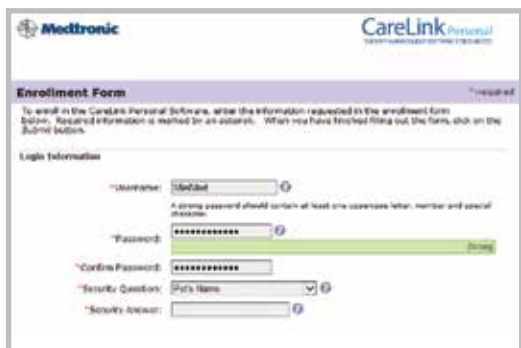 Medtronic
CareLink Personal
Enrollment Form
*required
To enroll in the CareLink Personal Software, enter the information requested in the enrollment form
below. Required information is marked by an asterisk. When you have finished filling out the form, click on the
Submit button.
Login Information
*Username:
A strong password should contain at least one uppercase letter, number and special
character.
*Password: ••••••••••••
Strong
*Confirm Password: ••••••••••••
*Security Question: Pet's Name
*Security Answer: